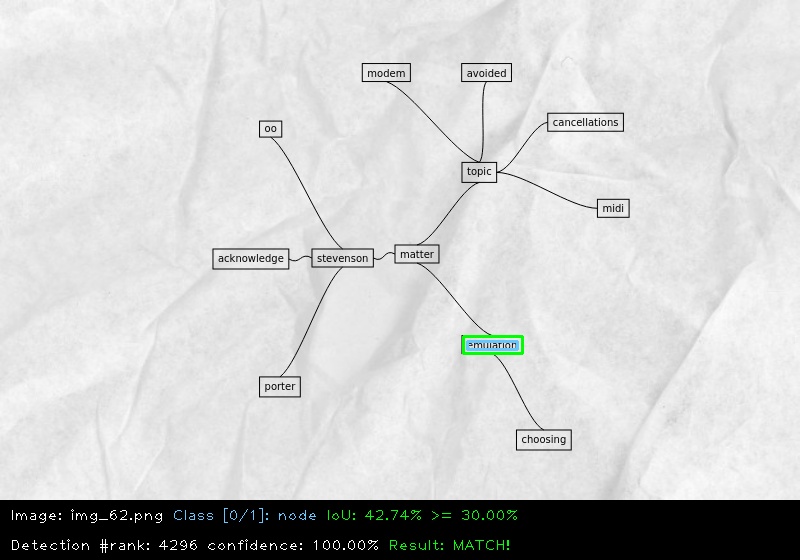 modem
avoided
cancellations
oo
topic
midi
acknowledge
stevenson
matter
emulation
porter
choosing
Image: img_62.png Class [0/1]: node IoU: 42.74% >= 30.00%
Detection #rank: 4296 confidence: 100.00% Result: MATCH!